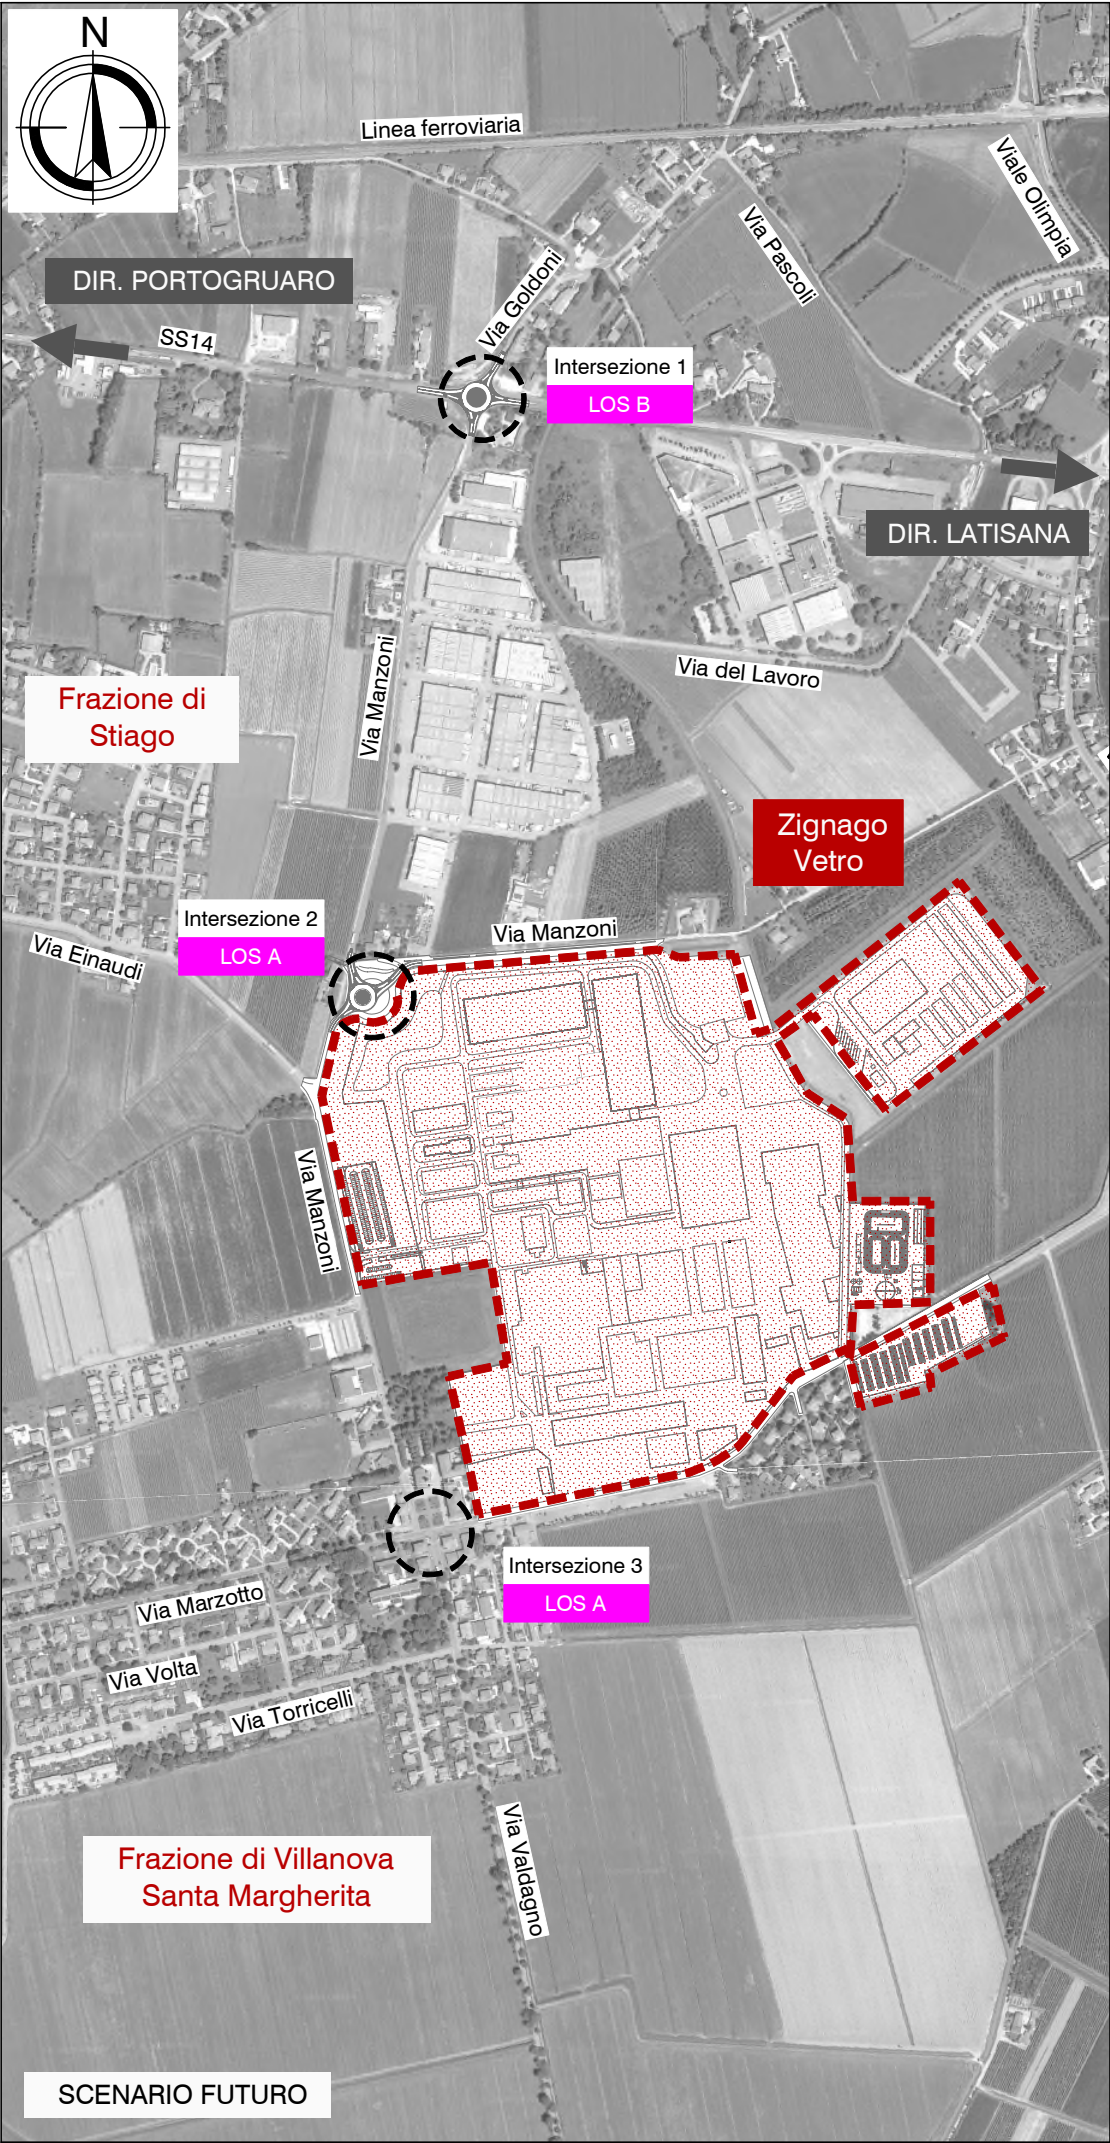 N
Linea ferroviaria
Viale Olimpia
Via Pascoli
Via Goldoni
DIR. PORTOGRUARO
SS14
Intersezione 1
LOS B
DIR. LATISANA
Via Manzoni
Via del Lavoro
Frazione di
Stiago
Zignago
Vetro
Intersezione 2
LOS A
Via Manzoni
Via Einaudi
Via Manzoni
Intersezione 3
LOS A
Via Marzotto
Via Volta
Via Torricelli
Via Valdagno
Frazione di Villanova
Santa Margherita
SCENARIO FUTURO